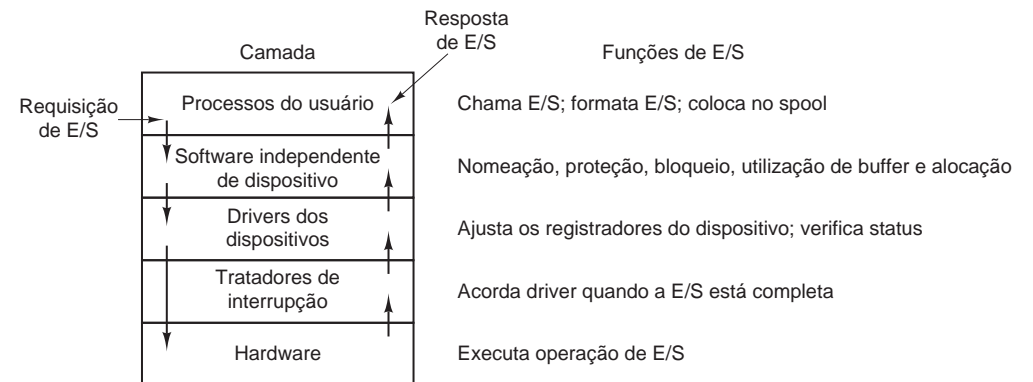 Resposta
de E/S
Camada
Funções de E/S
Requisição
de E/S
Processos do usuário
Chama E/S; formata E/S; coloca no spool
Software independente
de dispositivo
Nomeação, proteção, bloqueio, utilização de buffer e alocação
Drivers dos
dispositivos
Ajusta os registradores do dispositivo; verifica status
Tratadores de
interrupção
Acorda driver quando a E/S está completa
Hardware
Executa operação de E/S